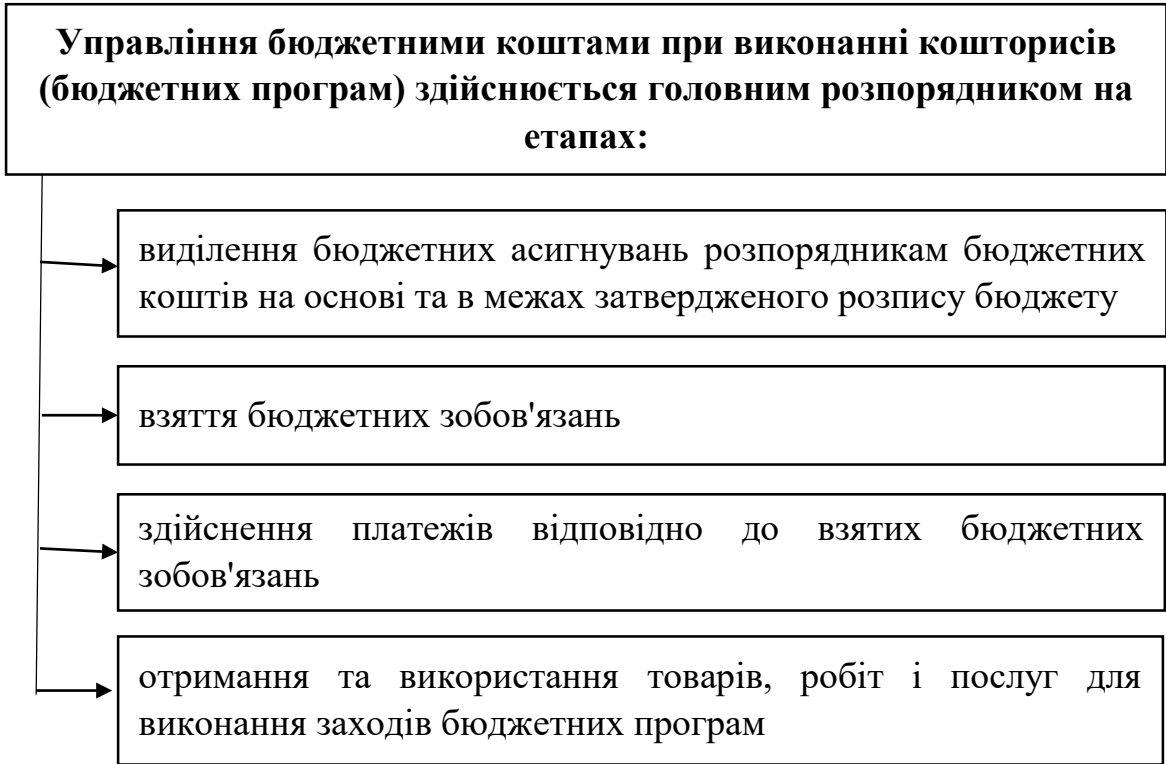 Управління бюджетними коштами при виконанні кошторисів
(бюджетних програм) здійснюється головним розпорядником на
етапах:
виділення бюджетних асигнувань розпорядникам бюджетних
коштів на основі та в межах затвердженого розпису бюджету
взяття бюджетних зобов'язань
здійснення платежів відповідно до взятих бюджетних
зобов'язань
отримання та використання товарів, робіт і послуг для
виконання заходів бюджетних програм